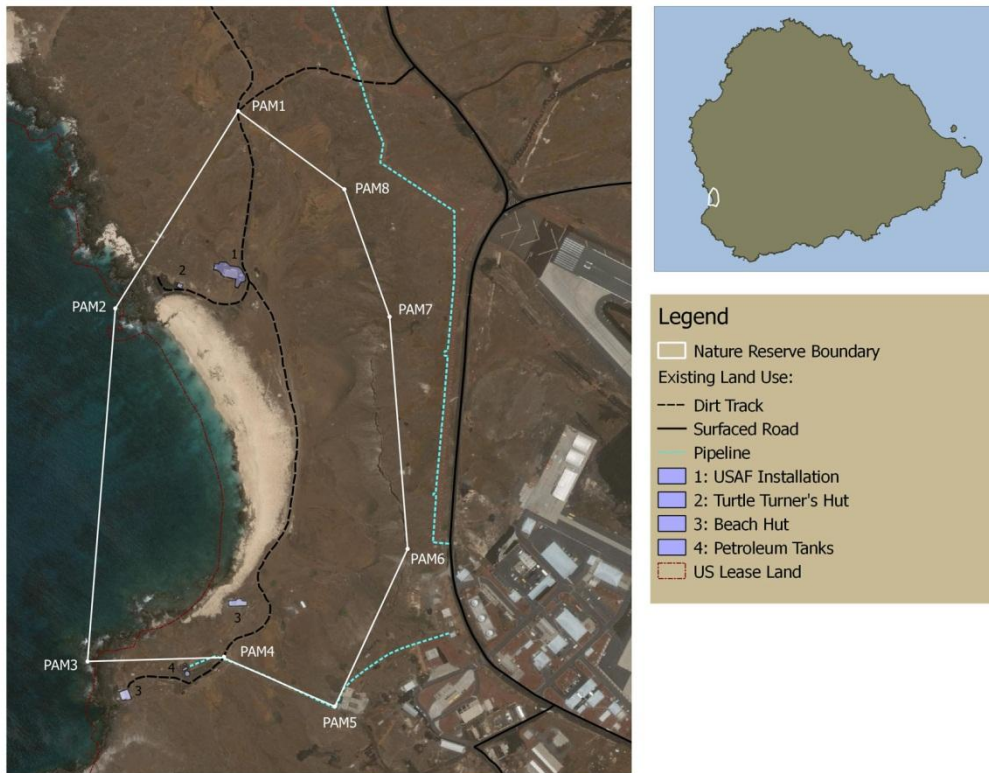 PAM1
PAM8
1
2
PAM2
PAM7
PAM6
3
PAM4
PAM3
4
3
PAM5
Legend
Nature Reserve Boundary
Existing Land Use:
Dirt Track
Surfaced Road
Pipeline
1: USAF Installation
2: Turtle Turner's Hut
3: Beach Hut
4: Petroleum Tanks
US Lease Land